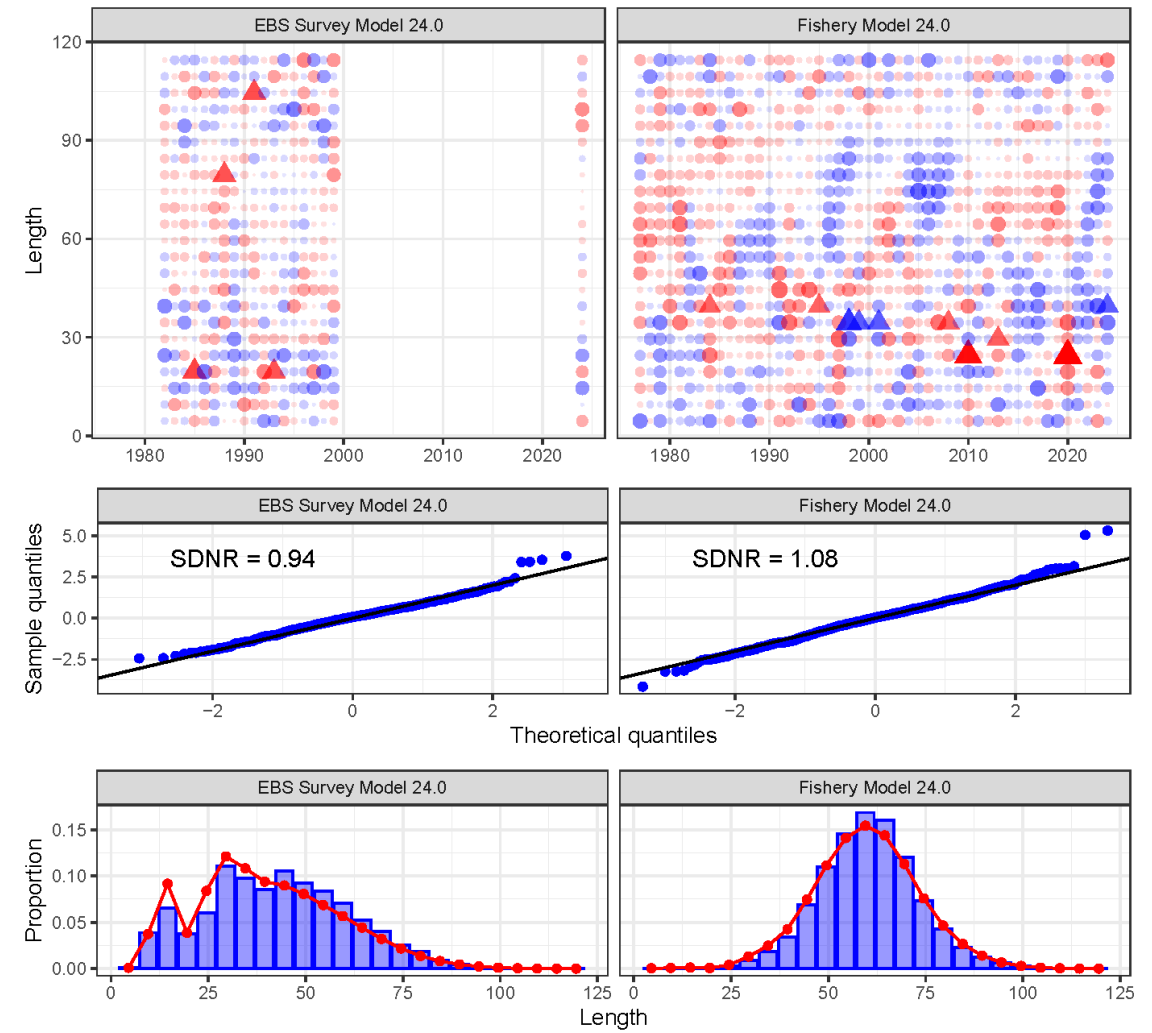 EBS Survey Model 24.0
Fishery Model 24.0
Length
120
90
60
30
0
1980 1990 2000 2010 2020
1980 1990 2000 2010 2020
EBS Survey Model 24.0
Fishery Model 24.0
Sample quantiles
5.0
2.5
0.0
−2.5
SDNR = 0.94
SDNR = 1.08
−2 0 2
−2 0 2
Theoretical quantiles
EBS Survey Model 24.0
Fishery Model 24.0
Proportion
0.15
0.10
0.05
0.00
0 25 50 75 100 125
0 25 50 75 100 125
Length